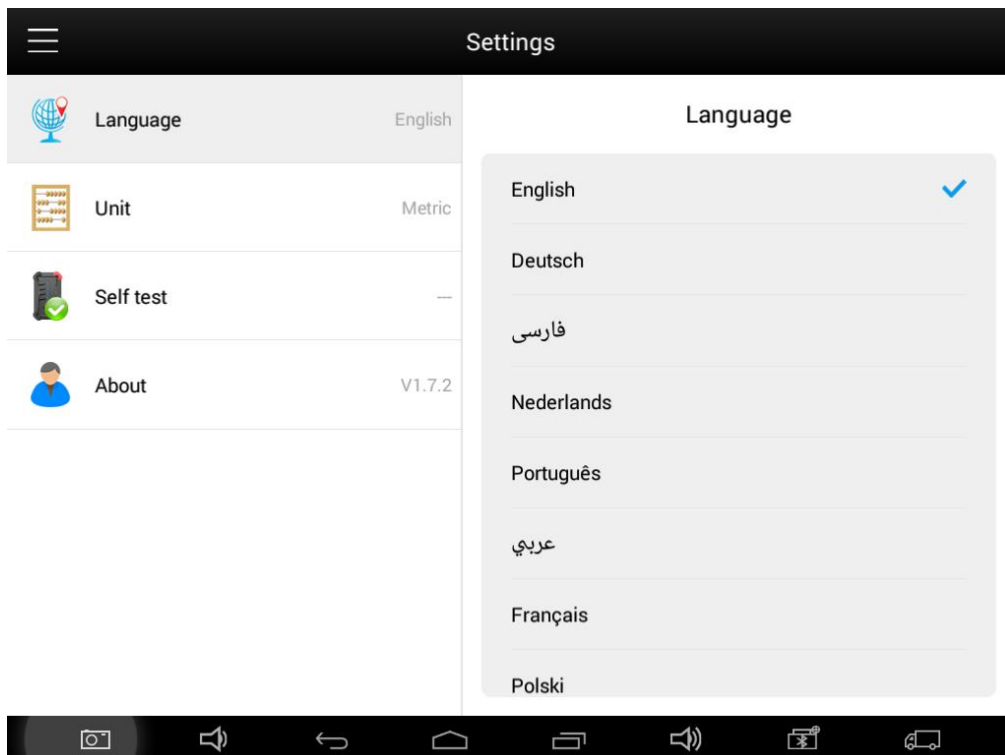 Settings
Language English
Unit Metric
Self test ---
About V1.7.2
Language
English
Deutsch
فارسی
Nederlands
Português
عربي
Français
Polski